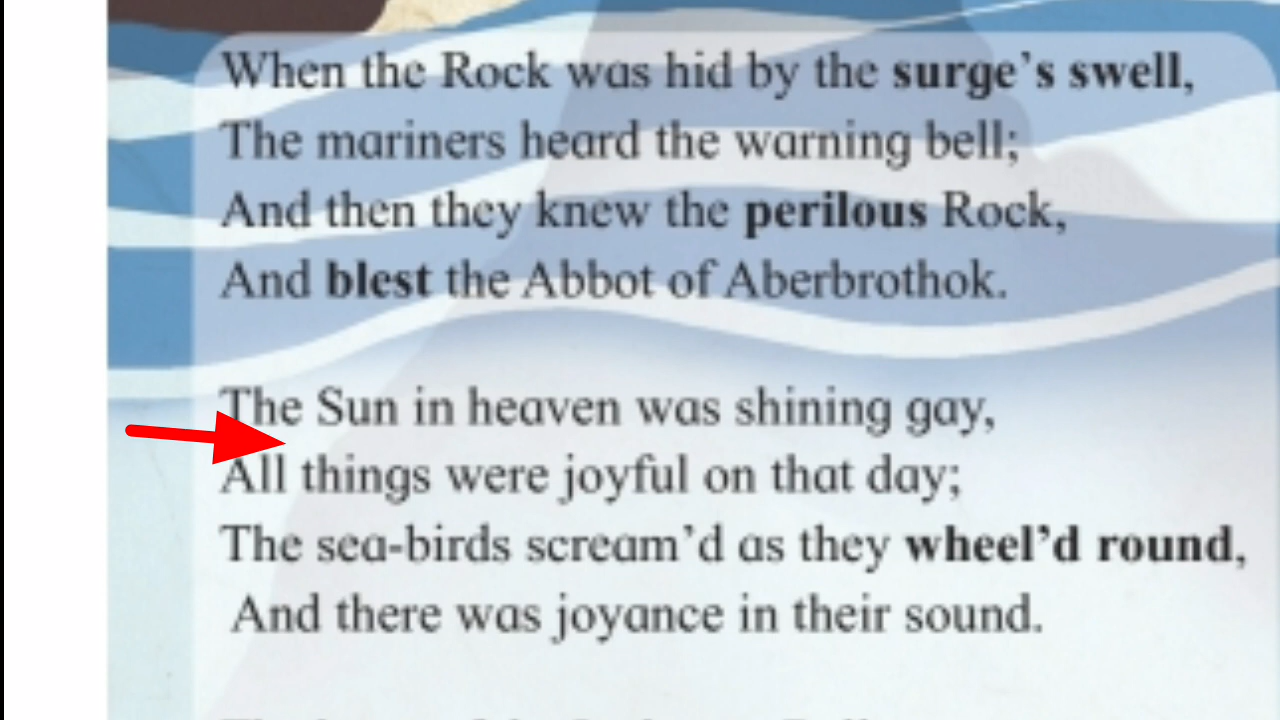 When the Rock was hid by the surge's swell,
The mariners heard the warning bell;
And then they knew the perilous Rock,
And blest the Abbot of Aberbrothok.
The Sun in heaven was shining gay,
All things were joyful on that day;
The sea-birds scream'd as they wheel'd round,
And there was joyance in their sound.